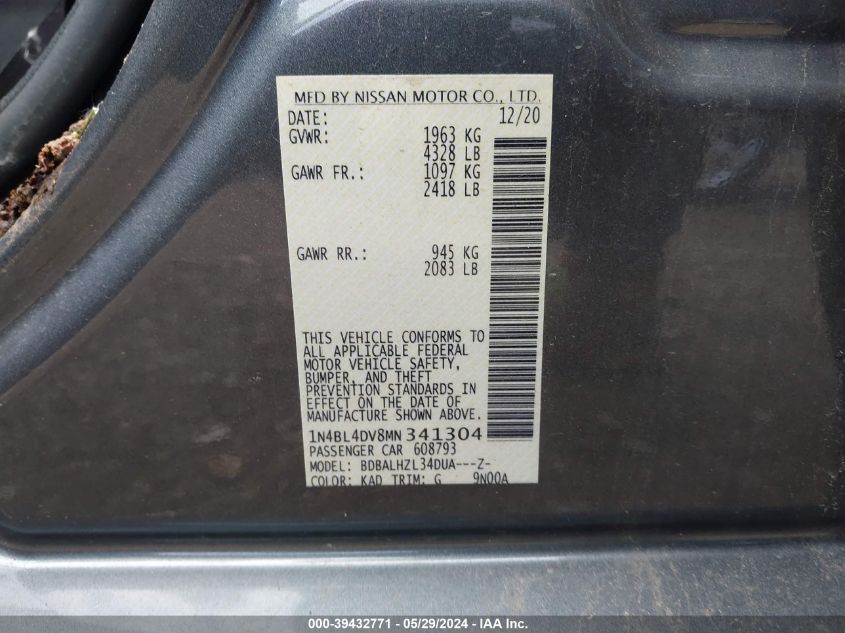 MFD BY NISSAN MOTOR CO., LTD.
DATE: 12/20
GVWR: 1963 KG
4328 LB
GAWR FR.: 1097 KG
2418 LB
GAWR RR.: 945 KG
2083 LB
THIS VEHICLE CONFORMS TO
ALL APPLICABLE FEDERAL
MOTOR VEHICLE SAFETY,
BUMPER, AND THEFT
PREVENTION STANDARDS IN
EFFECT ON THE DATE OF
MANUFACTURE SHOWN ABOVE.
1N4BL4DV8MN341304
PASSENGER CAR 608793
MODEL: BDBALHZL34DUA---Z-
COLOR: KAD TRIM: G 9N00A
000-39432771 - 05/29/2024 - IAA Inc.